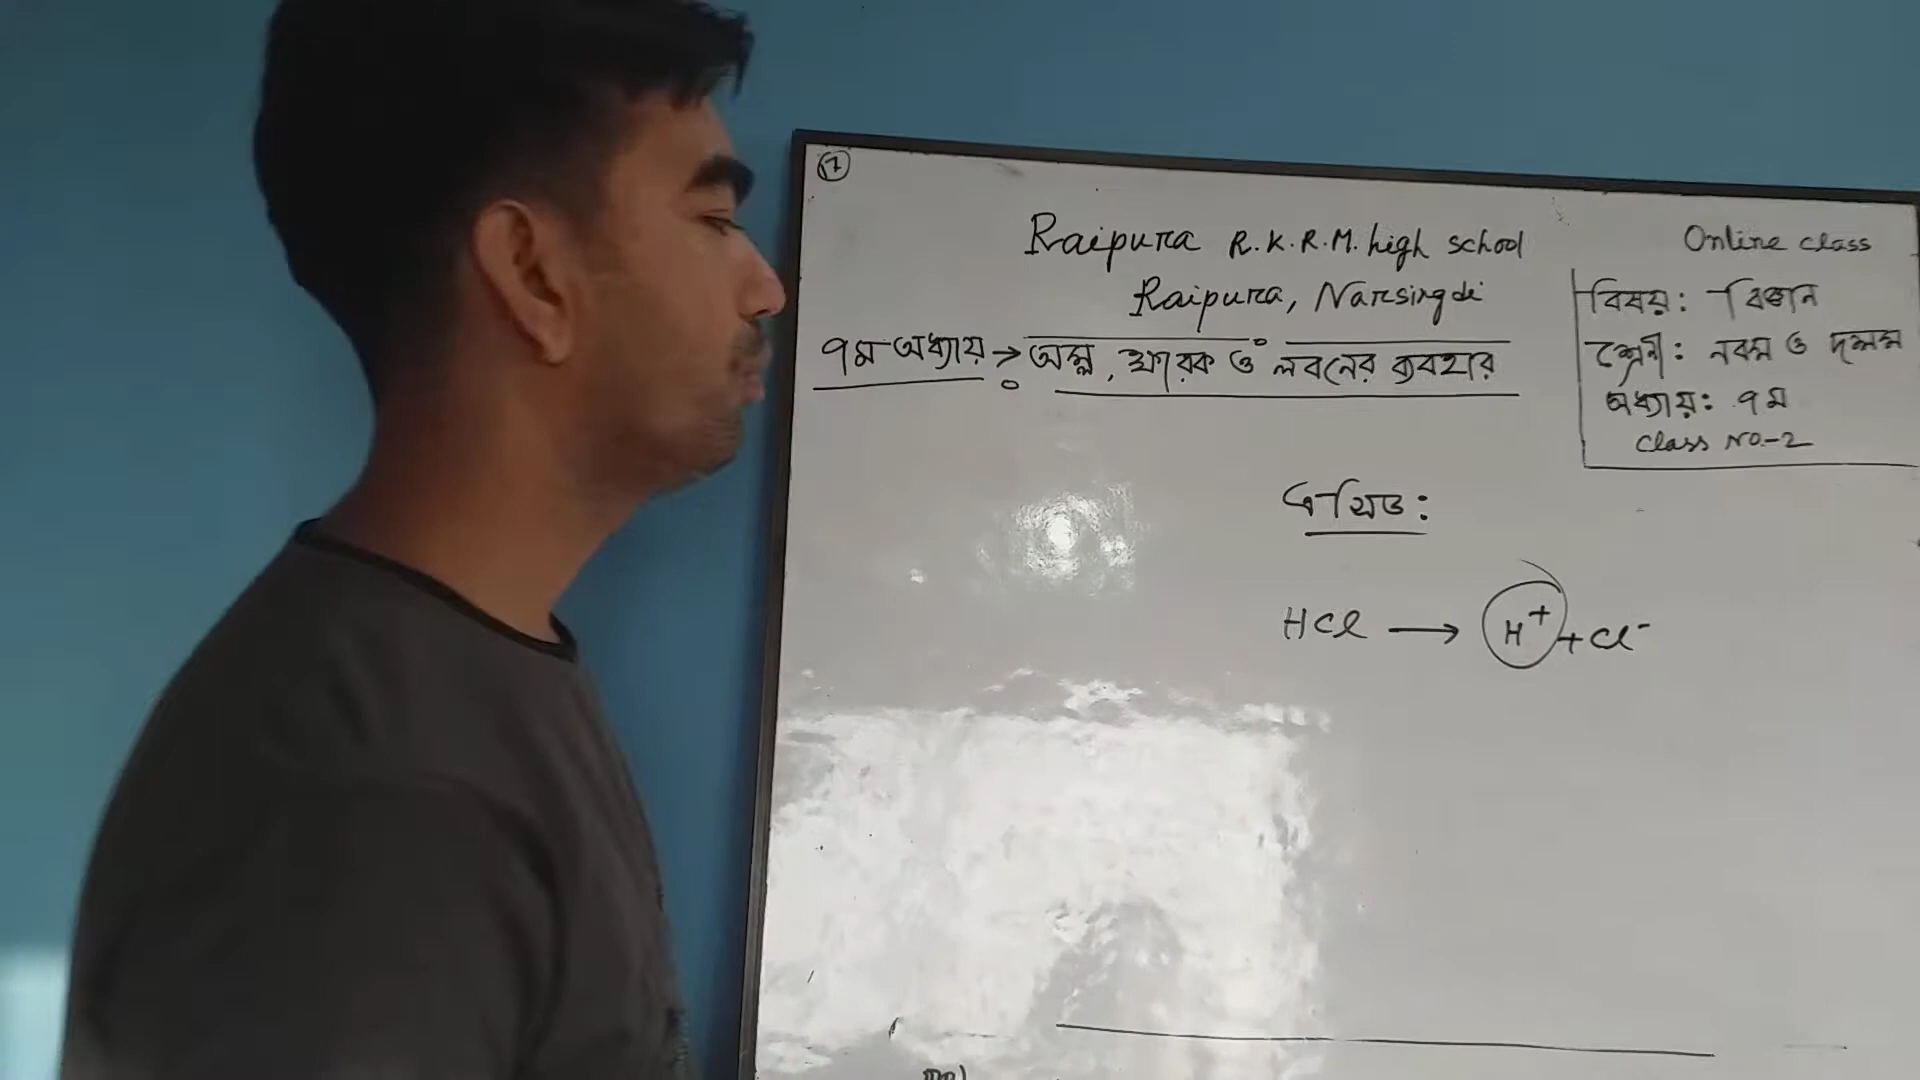 Raipura R.K.R.M. high school
Raipura, Narsingdi
৭ম অধ্যায় → অম্ল, ক্ষারক ও লবনের ব্যবহার
Online class
বিষয়: বিজ্ঞান
শ্রেনী: নবম ও দশম
অধ্যায়: ৭ম
Class NO.-2
এসিড:
HCl → H⁺ + Cl⁻